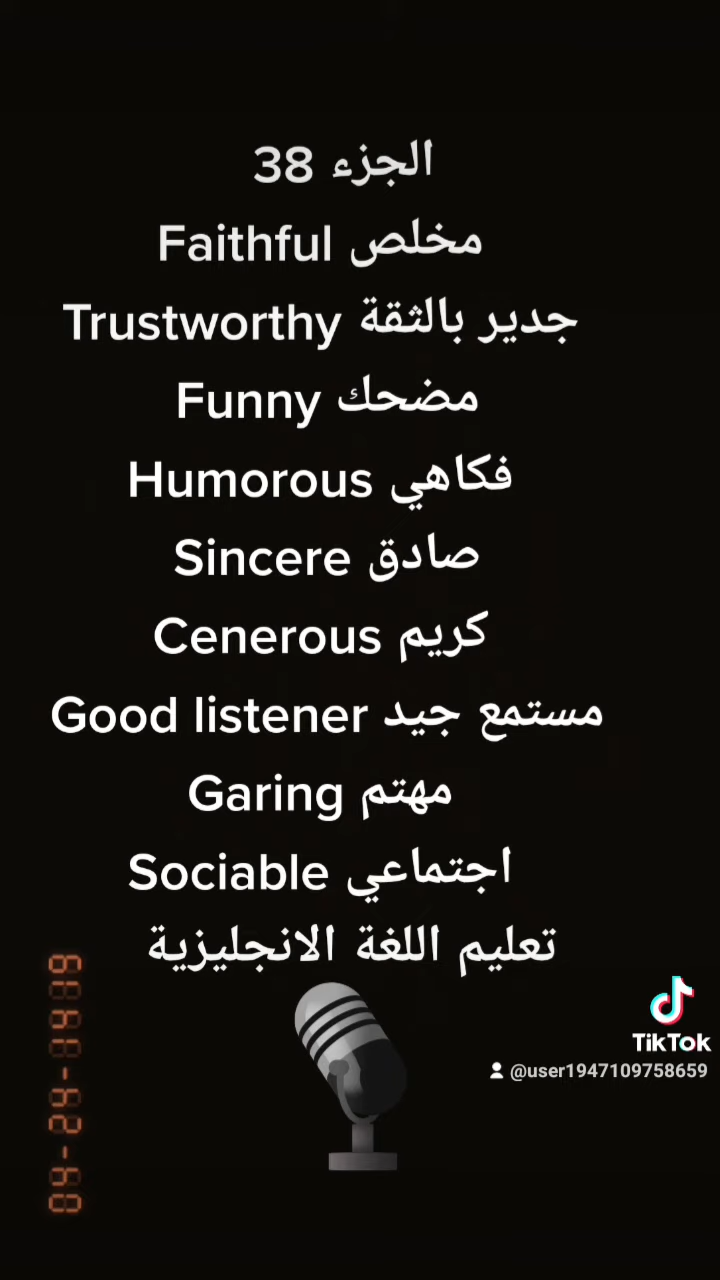 الجزء 38
Faithful مخلص
Trustworthy جدير بالثقة
Funny مضحك
Humorous فكاهي
Sincere صادق
Cenerous كريم
Good listener مستمع جيد
Garing مهتم
Sociable اجتماعي
تعليم اللغة الانجليزية
TikTok
@user1947109758659